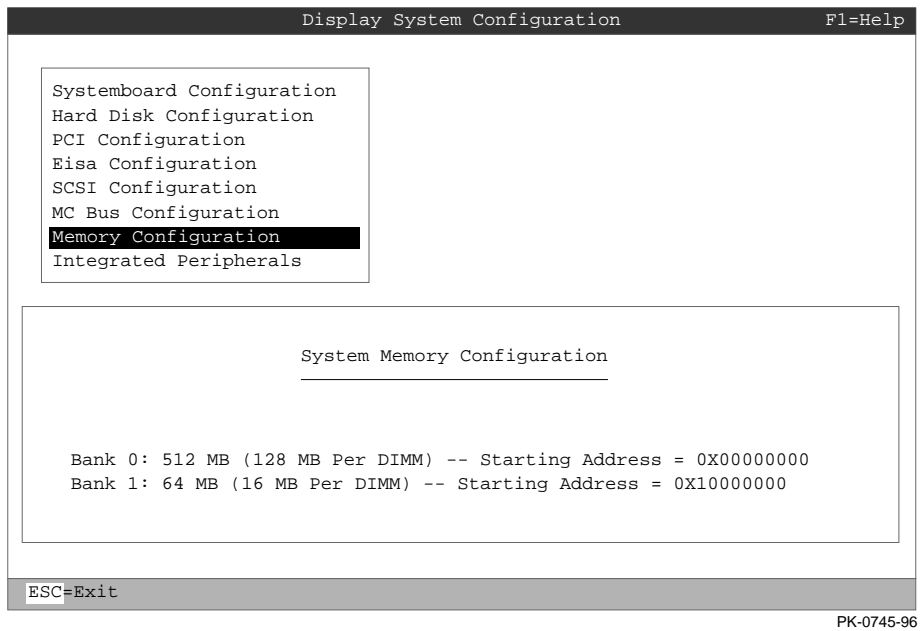 Display System Configuration F1=Help
Systemboard Configuration
Hard Disk Configuration
PCI Configuration
Eisa Configuration
SCSI Configuration
MC Bus Configuration
Memory Configuration
Integrated Peripherals
System Memory Configuration
Bank 0: 512 MB (128 MB Per DIMM) -- Starting Address = 0X00000000
Bank 1: 64 MB (16 MB Per DIMM) -- Starting Address = 0X10000000
ESC=Exit
PK-0745-96